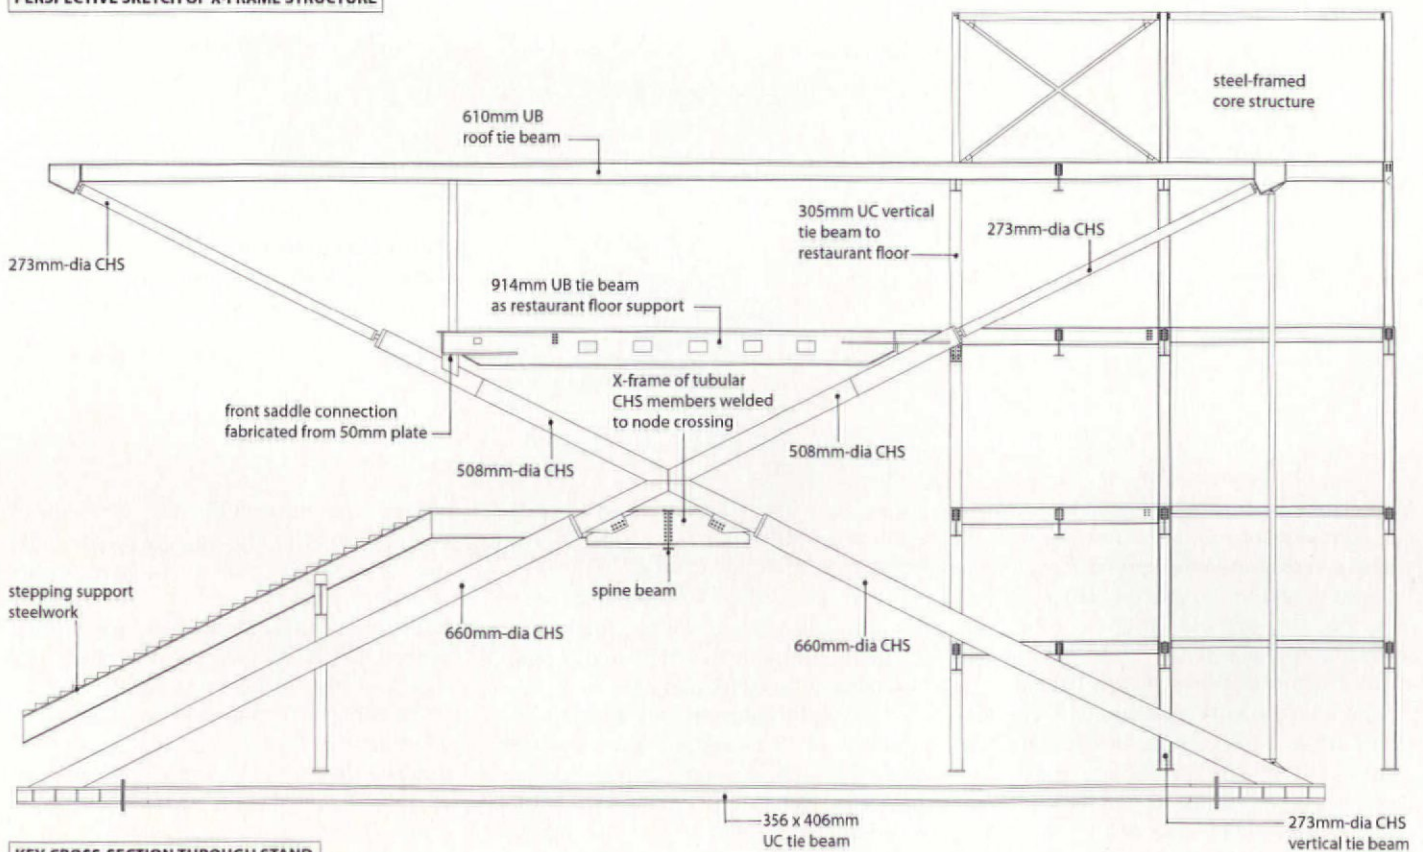 PERSPECTIVE SKETCH OF X-FRAME STRUCTURE
steel-framed
core structure
610mm UB
roof tie beam
305mm UC vertical
tie beam to
restaurant floor
273mm-dia CHS
273mm-dia CHS
914mm UB tie beam
as restaurant floor support
X-frame of tubular
CHS members welded
to node crossing
front saddle connection
fabricated from 50mm plate
508mm-dia CHS
508mm-dia CHS
stepping support
steelwork
spine beam
660mm-dia CHS
660mm-dia CHS
356 x 406mm
UC tie beam
273mm-dia CHS
vertical tie beam
KEY CROSS-SECTION THROUGH STAND